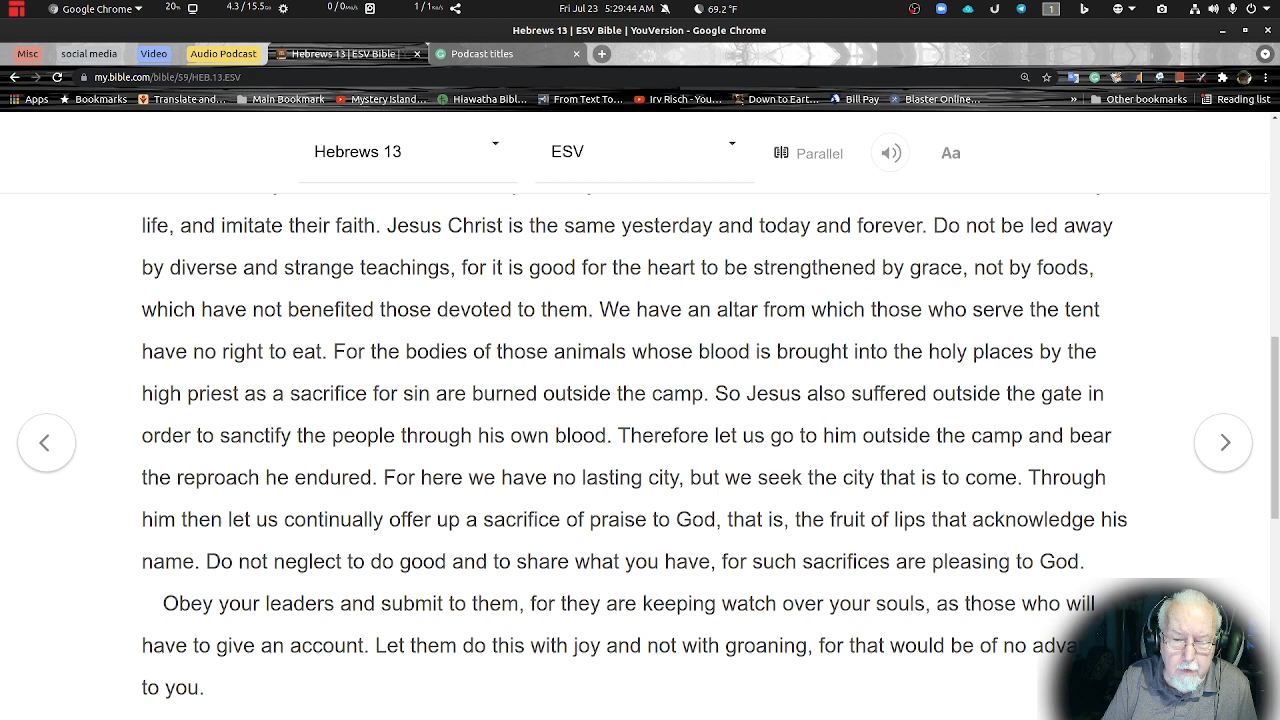 Google Chrome 20% 4.3 / 15.5 0 / 0 1 / 1 Fri Jul 23 5:29:44 AM 69.2 °F 1
Hebrews 13 | ESV Bible | YouVersion - Google Chrome
Misc social media Video Audio Podcast Hebrews 13 | ESV Bible | Podcast titles
my.bible.com/bible/59/HEB.13.ESV
Apps Bookmarks Translate and... Main Bookmark Mystery Island... Hiawatha Bibl... From Text To... Irv Risch - You... Down to Eart... Bill Pay Blaster Online... » Other bookmarks Reading list
Hebrews 13 ESV Parallel Aa
life, and imitate their faith. Jesus Christ is the same yesterday and today and forever. Do not be led away
by diverse and strange teachings, for it is good for the heart to be strengthened by grace, not by foods,
which have not benefited those devoted to them. We have an altar from which those who serve the tent
have no right to eat. For the bodies of those animals whose blood is brought into the holy places by the
high priest as a sacrifice for sin are burned outside the camp. So Jesus also suffered outside the gate in
order to sanctify the people through his own blood. Therefore let us go to him outside the camp and bear
the reproach he endured. For here we have no lasting city, but we seek the city that is to come. Through
him then let us continually offer up a sacrifice of praise to God, that is, the fruit of lips that acknowledge his
name. Do not neglect to do good and to share what you have, for such sacrifices are pleasing to God.
Obey your leaders and submit to them, for they are keeping watch over your souls, as those who will
have to give an account. Let them do this with joy and not with groaning, for that would be of no adva
to you.